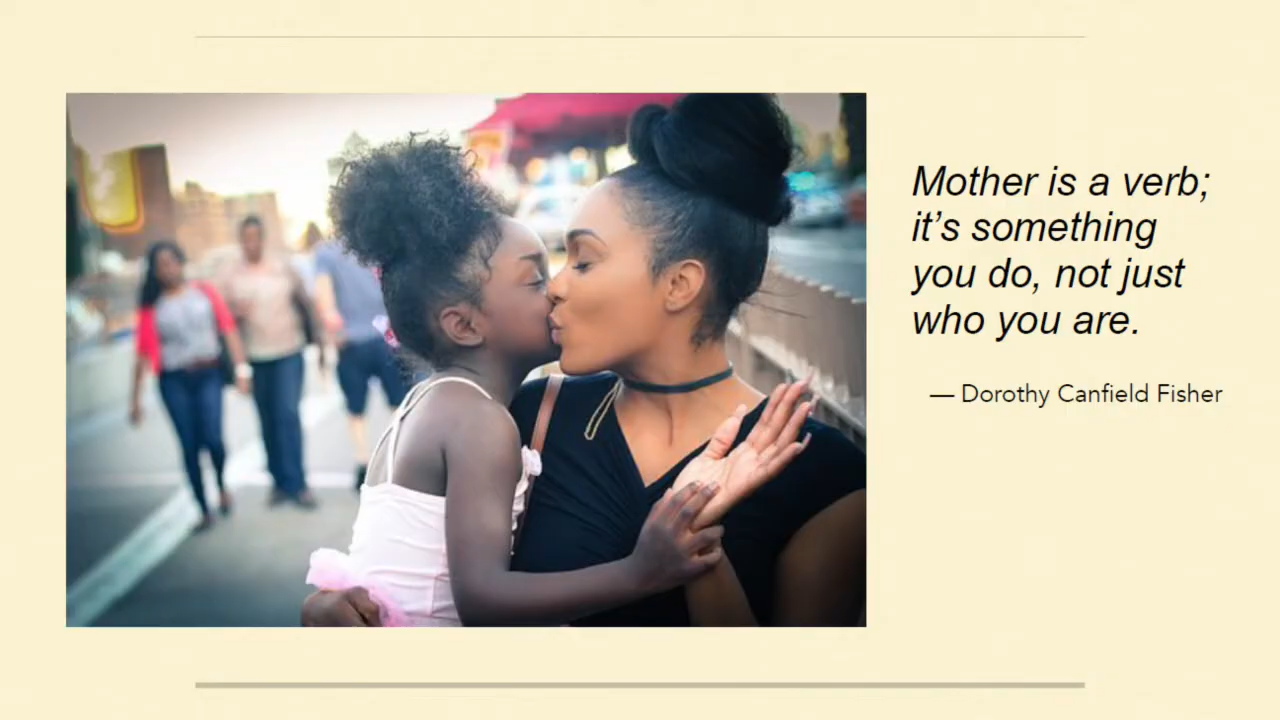 Mother is a verb;
it’s something
you do, not just
who you are.
— Dorothy Canfield Fisher